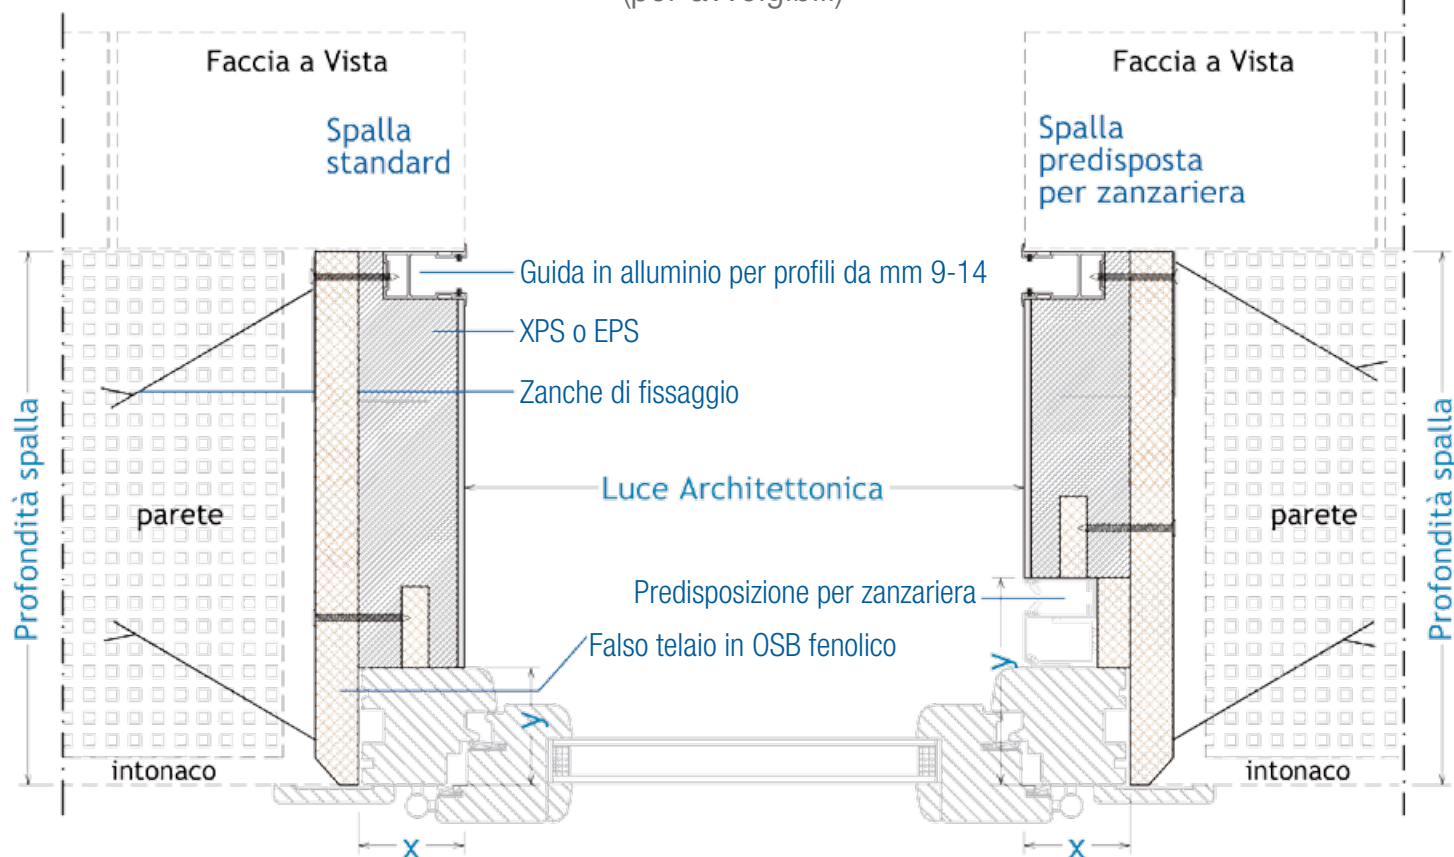 (per avvolgibili)
Faccia a Vista
Faccia a Vista
Spalla
standard
Spalla
predisposta
per zanzariera
Guida in alluminio per profili da mm 9-14
XPS o EPS
Zanche di fissaggio
Profondità spalla
Profondità spalla
Luce Architettonica
parete
parete
Predisposizione per zanzariera
Falso telaio in OSB fenolico
y
y
intonaco
intonaco
x
x